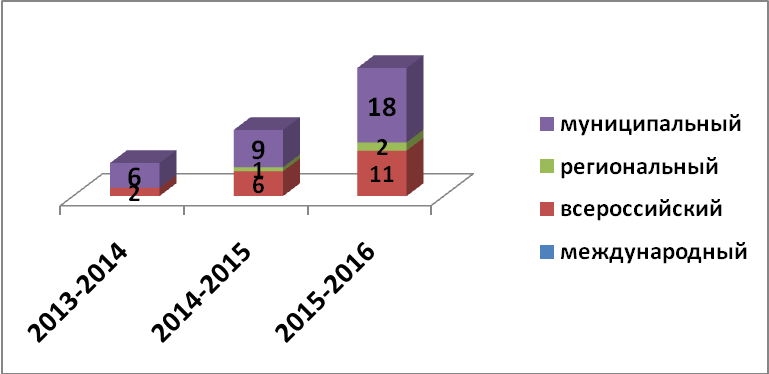 18
9
2
6
1
6
11
2
муниципальный
региональный
всероссийский
международный
2013-2014
2014-2015
2015-2016